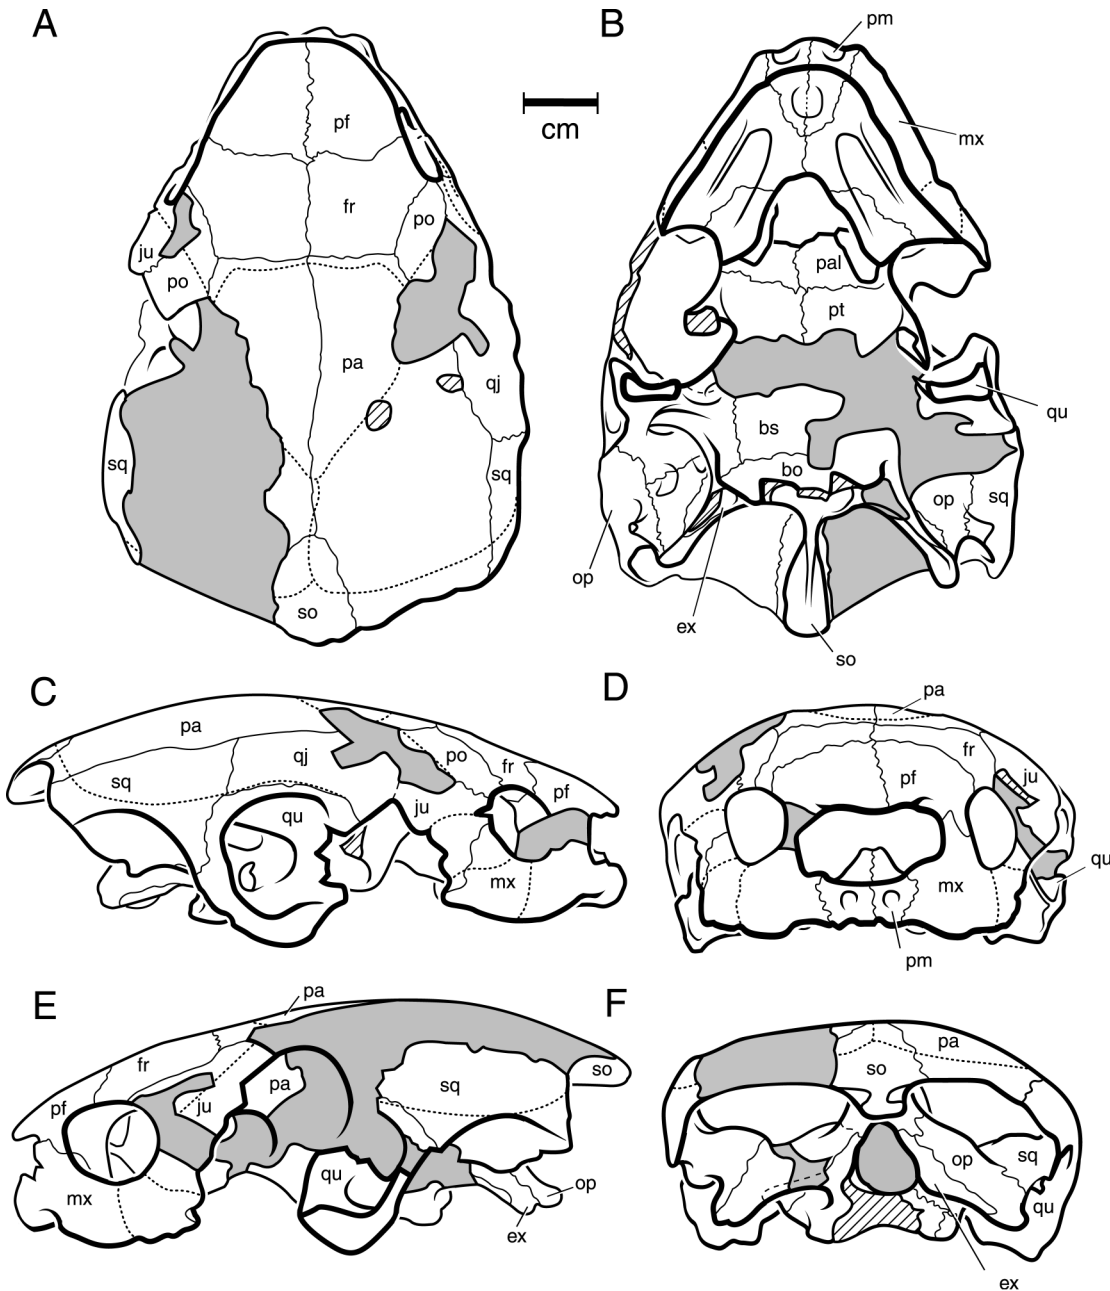 A
B
pm
cm
pf
mx
fr
po
ju
po
pal
pt
pa
qj
qu
bs
sq
sq
bo
op
sq
op
so
ex
so
C
D
pa
pa
qj
po
fr
fr
ju
sq
pf
pf
qu
ju
qu
mx
mx
pm
E
pa
F
fr
pa
so
so
pa
sq
pf
ju
op
sq
qu
mx
op
qu
ex
ex